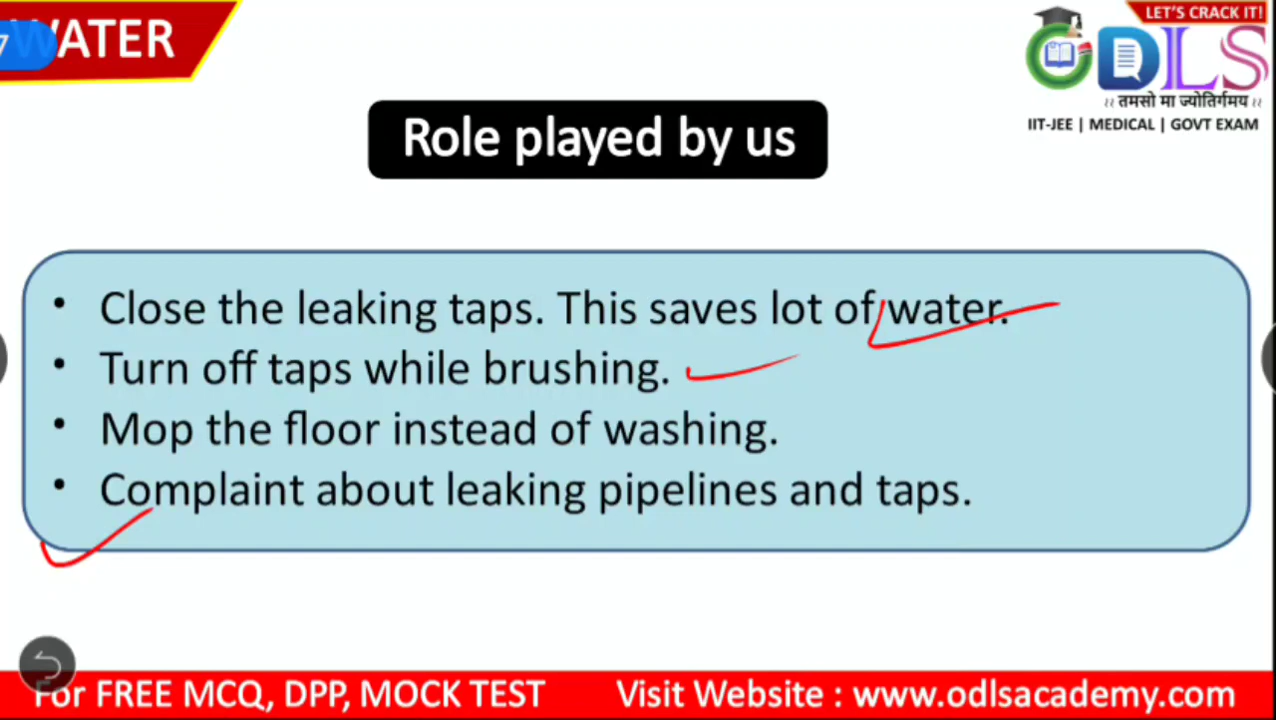 WATER
LET'S CRACK IT!
DLS
।। तमसो मा ज्योतिर्गमय ।।
IIT-JEE | MEDICAL | GOVT EXAM
Role played by us
• Close the leaking taps. This saves lot of water.
• Turn off taps while brushing.
• Mop the floor instead of washing.
• Complaint about leaking pipelines and taps.
For FREE MCQ, DPP, MOCK TEST Visit Website : www.odlsacademy.com